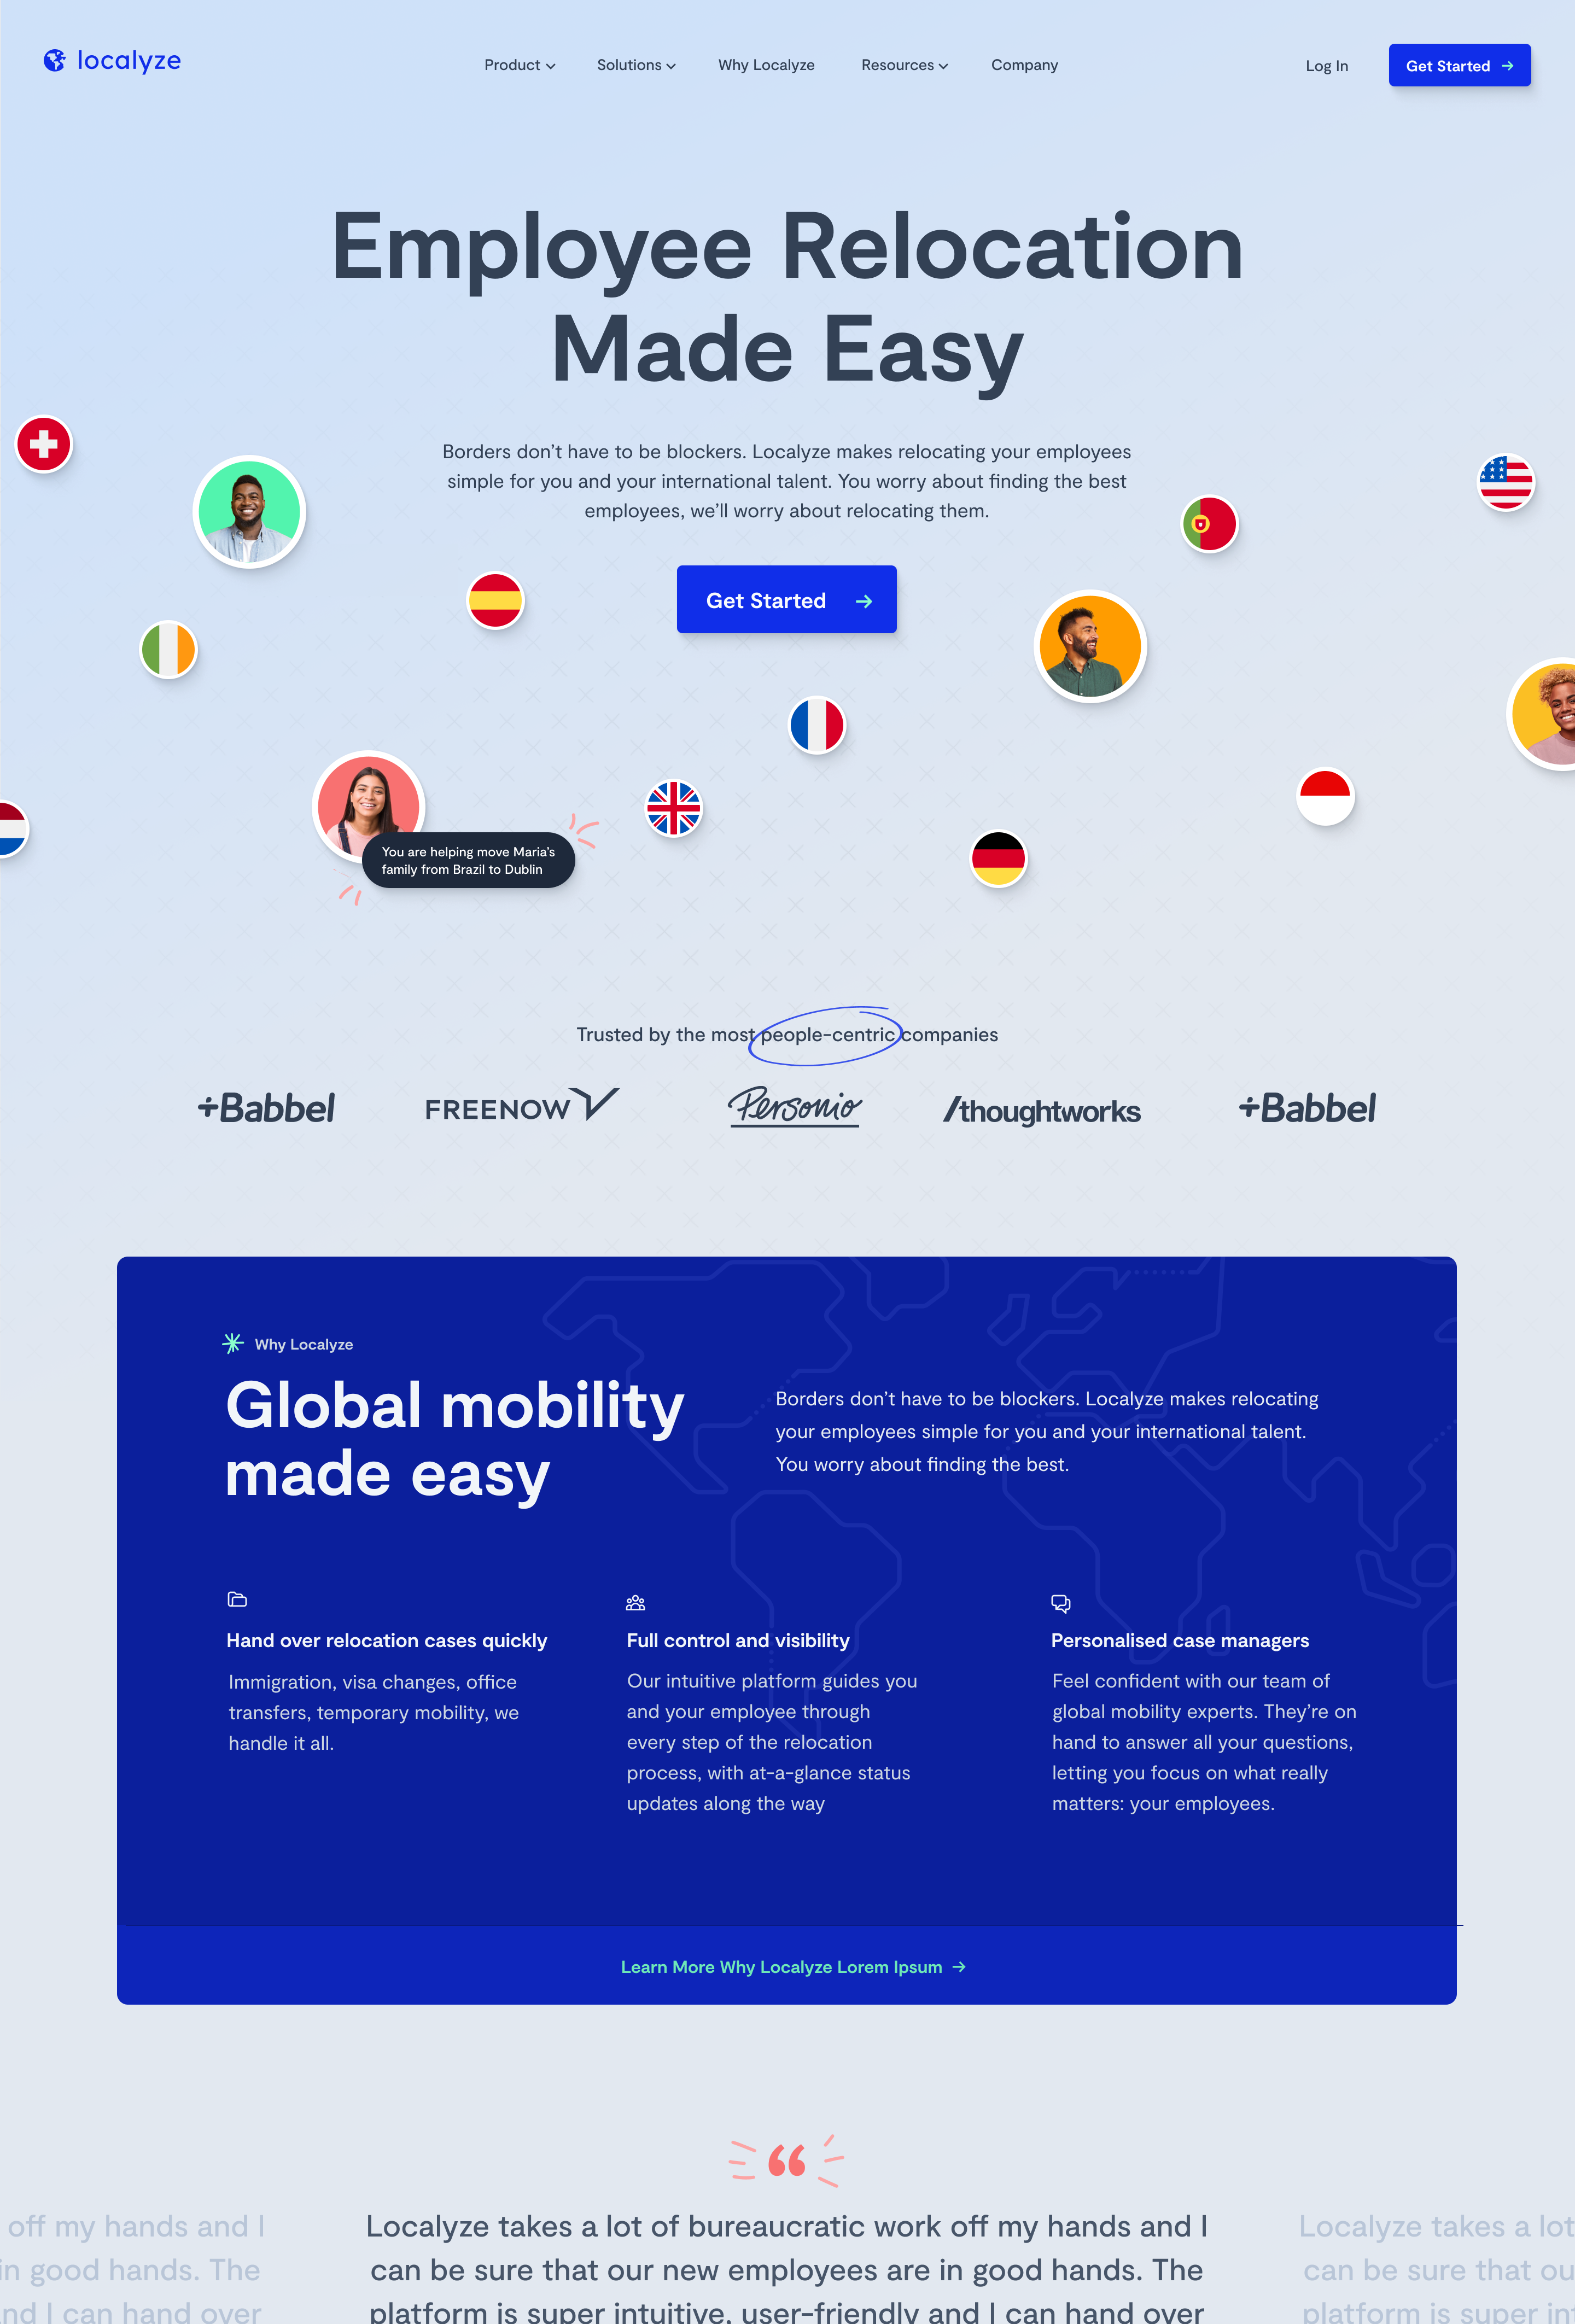 localyze
Product
Solutions
Why Localyze
Resources
Company
Log In
Get Started
Employee Relocation
Made Easy
Borders don’t have to be blockers. Localyze makes relocating your employees
simple for you and your international talent. You worry about finding the best
employees, we’ll worry about relocating them.
Get Started
You are helping move Maria’s
family from Brazil to Dublin
Trusted by the most people-centric companies
+Babbel
FREENOW
Personio
/thoughtworks
+Babbel
Why Localyze
Global mobility
made easy
Borders don’t have to be blockers. Localyze makes relocating
your employees simple for you and your international talent.
You worry about finding the best.
Hand over relocation cases quickly
Immigration, visa changes, office
transfers, temporary mobility, we
handle it all.
Full control and visibility
Our intuitive platform guides you
and your employee through
every step of the relocation
process, with at-a-glance status
updates along the way
Personalised case managers
Feel confident with our team of
global mobility experts. They’re on
hand to answer all your questions,
letting you focus on what really
matters: your employees.
Learn More Why Localyze Lorem Ipsum
“
off my hands and I
in good hands. The
and I can hand over
Localyze takes a lot of bureaucratic work off my hands and I
can be sure that our new employees are in good hands. The
platform is super intuitive, user-friendly and I can hand over
Localyze takes a lot
can be sure that ou
platform is super in